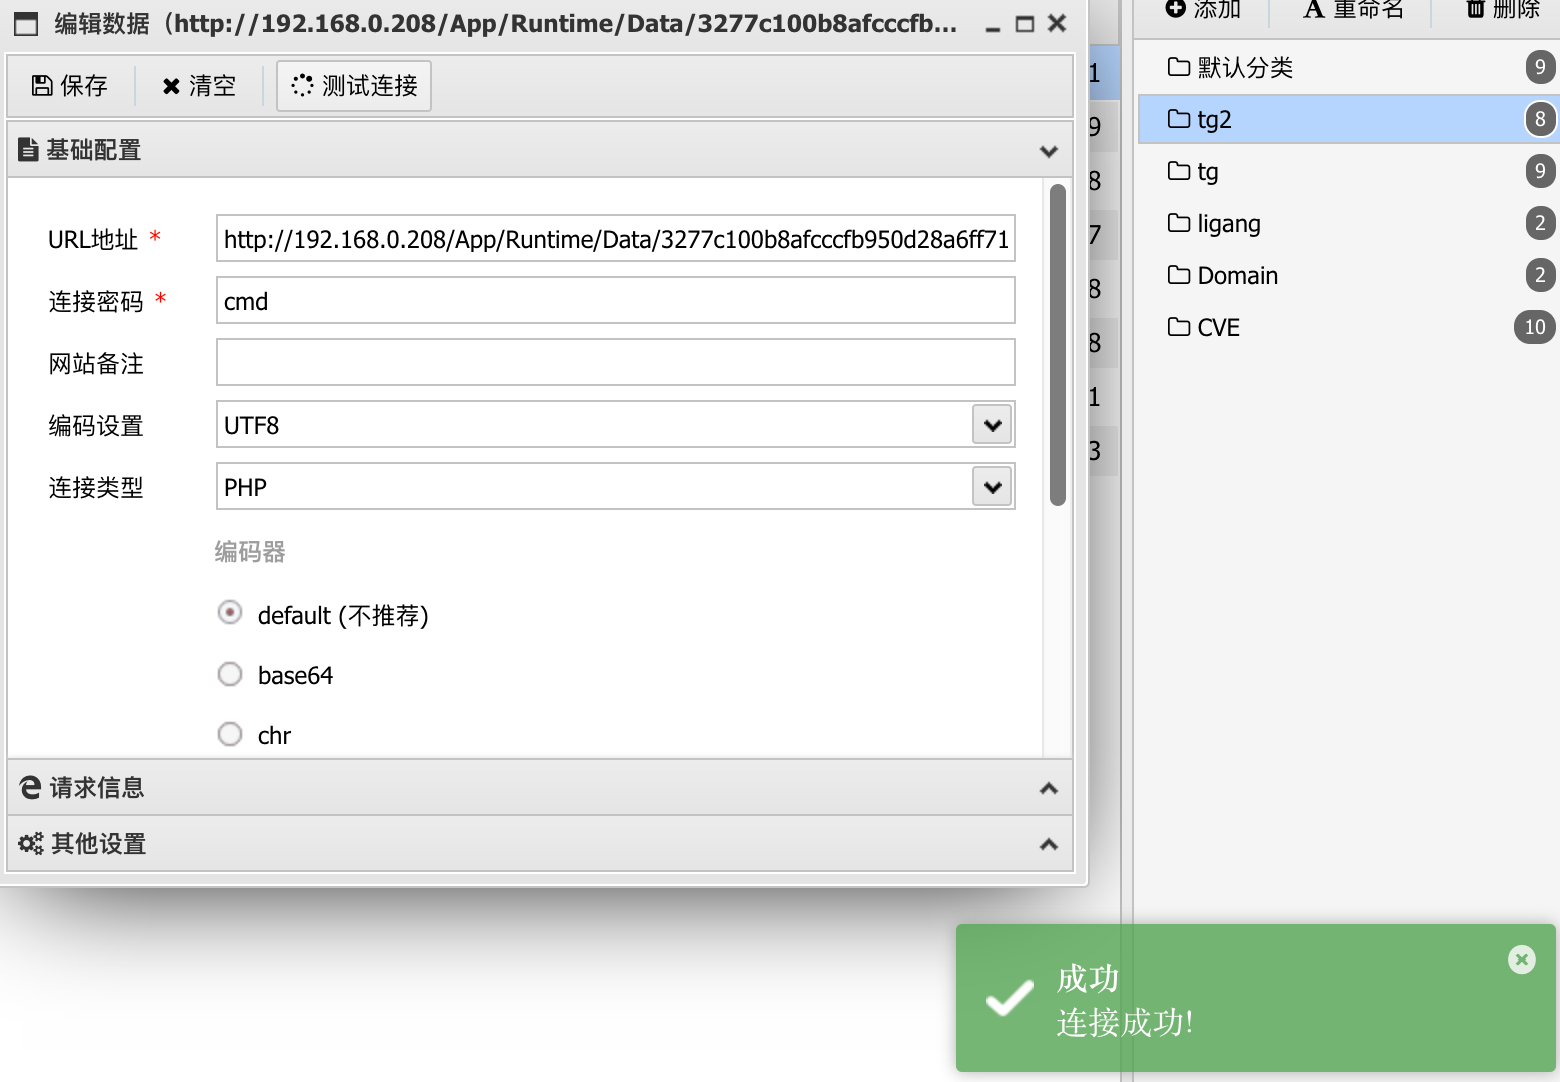 编辑数据（http://192.168.0.208/App/Runtime/Data/3277c100b8afcccfb...
保存
清空
测试连接
基础配置
URL地址 *
http://192.168.0.208/App/Runtime/Data/3277c100b8afcccfb950d28a6ff71
连接密码 *
cmd
网站备注
编码设置
UTF8
连接类型
PHP
编码器
default (不推荐)
base64
chr
请求信息
其他设置
1
9
8
7
8
8
1
3
添加
重命名
删除
默认分类 9
tg2 8
tg 9
ligang 2
Domain 2
CVE 10
成功
连接成功!